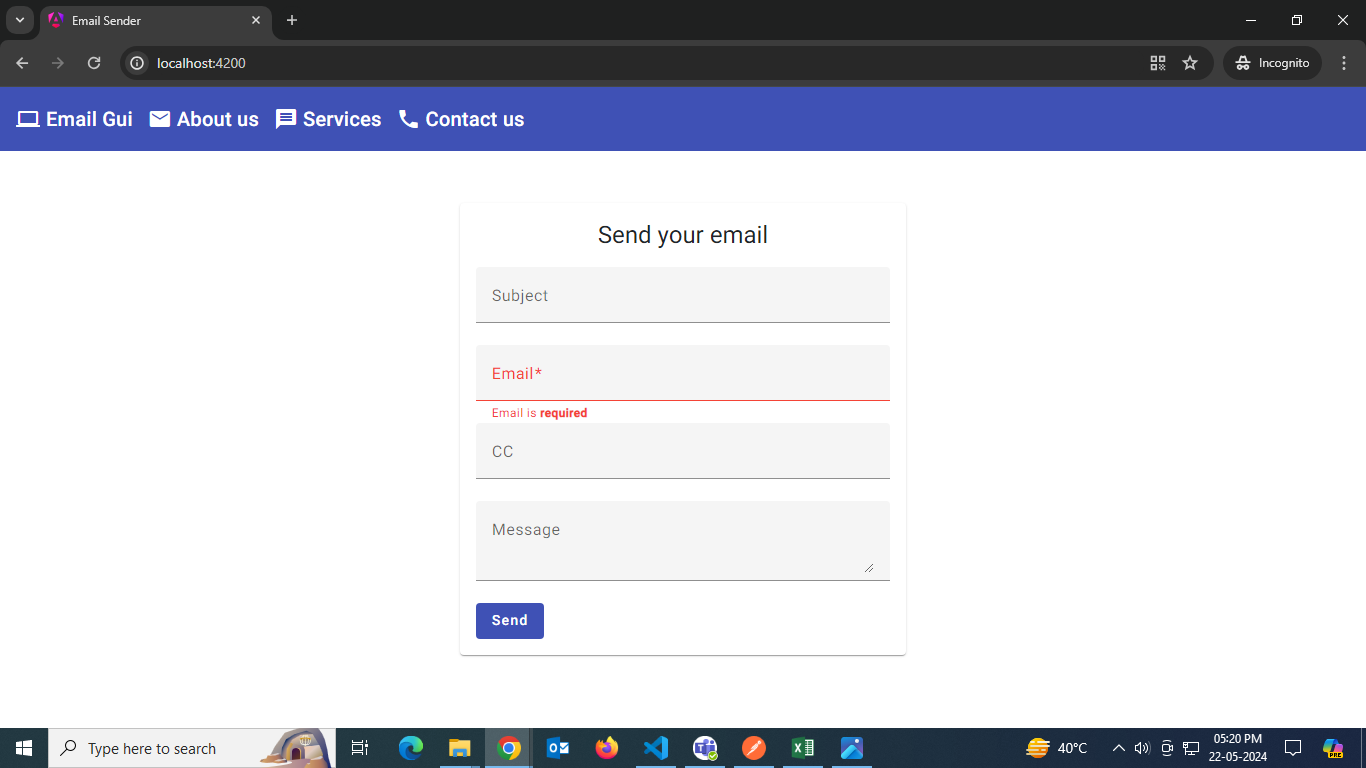 Email Sender
localhost:4200
Incognito
Email Gui About us Services Contact us
Send your email
Subject
Email*
Email is required
CC
Message
Send
Type here to search
40°C
05:20 PM
22-05-2024
PRE